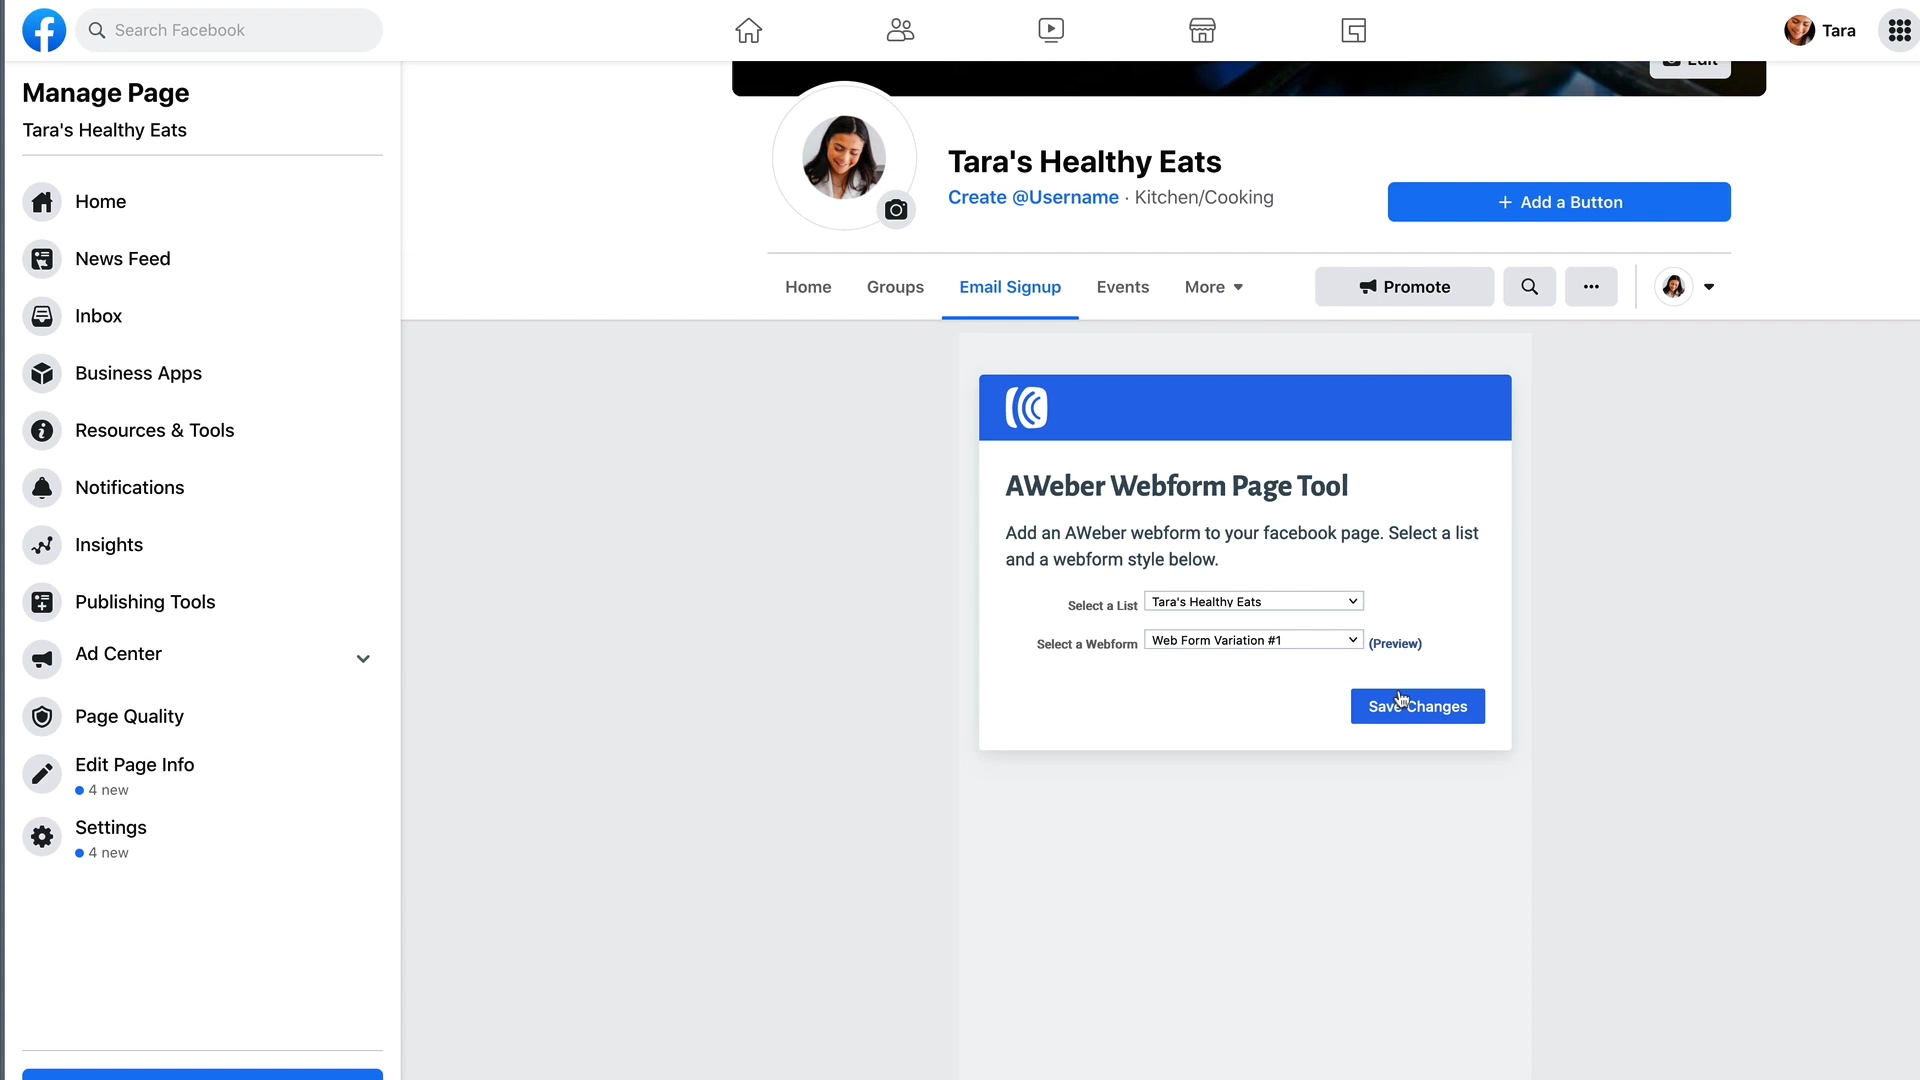 Search Facebook
Tara
Manage Page
Tara's Healthy Eats
Home
News Feed
Inbox
Business Apps
Resources & Tools
Notifications
Insights
Publishing Tools
Ad Center
Page Quality
Edit Page Info
4 new
Settings
4 new
Edit
Tara's Healthy Eats
Create @Username · Kitchen/Cooking
+ Add a Button
Home Groups Email Signup Events More
Promote
AWeber Webform Page Tool
Add an AWeber webform to your facebook page. Select a list
and a webform style below.
Select a List Tara's Healthy Eats
Select a Webform Web Form Variation #1 (Preview)
Save Changes